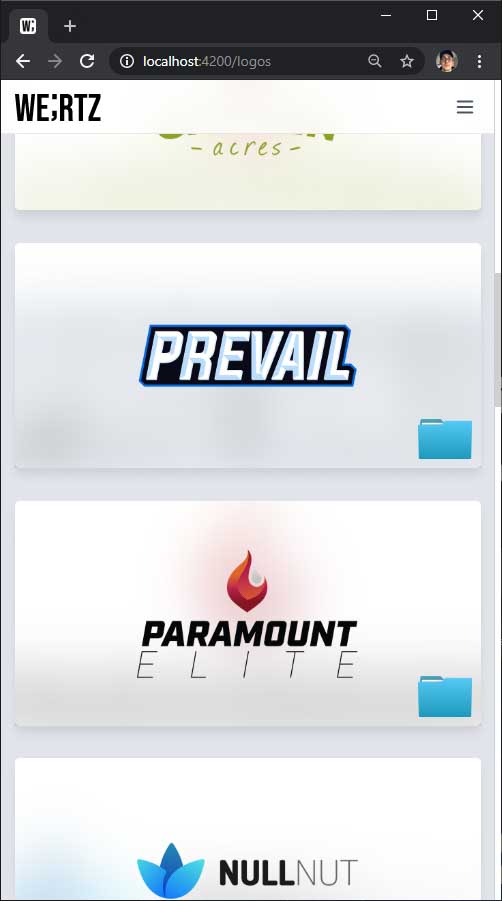 localhost:4200/logos
WE;RTZ
- acres -
PREVAIL
PARAMOUNT
ELITE
NULLNUT